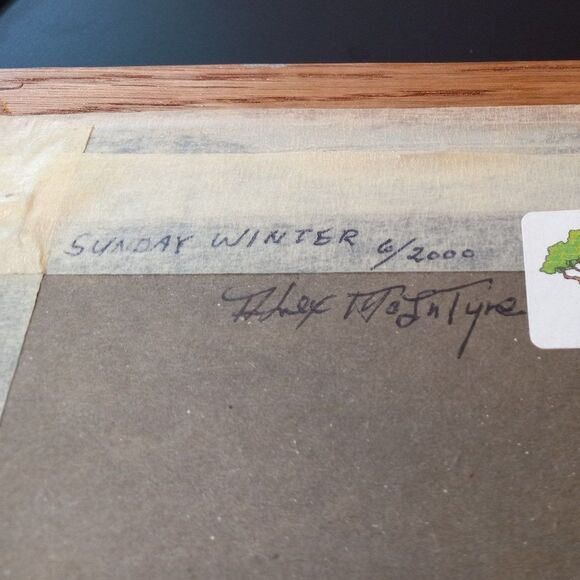 SUNDAY WINTER 6/2000
Alex McInTyre